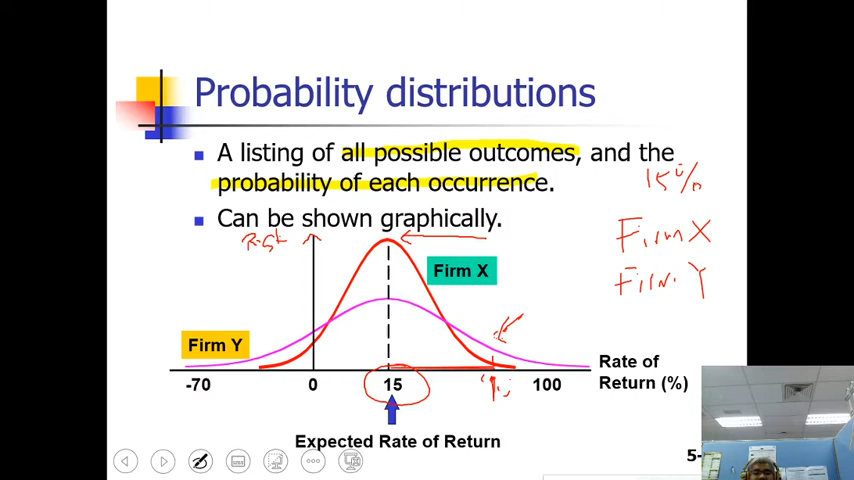 Probability distributions
A listing of all possible outcomes, and the
probability of each occurrence.
15%
Can be shown graphically.
Risk
Firm X
Firm X
Firm Y
Firm Y
Rate of
Return (%)
-70
0
15
100
Expected Rate of Return
5-